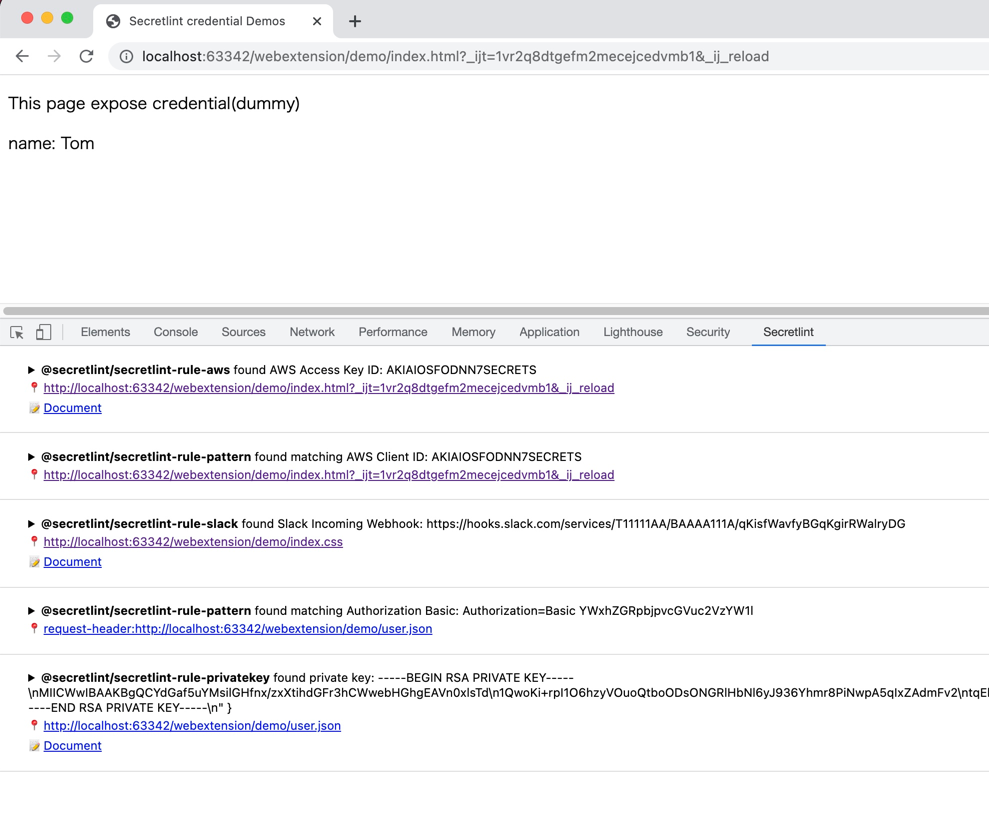 Secretlint credential Demos
localhost:63342/webextension/demo/index.html?_ijt=1vr2q8dtgefm2mecejcedvmb1&_ij_reload
This page expose credential(dummy)
name: Tom
Elements Console Sources Network Performance Memory Application Lighthouse Security Secretlint
@secretlint/secretlint-rule-aws found AWS Access Key ID: AKIAIOSFODNN7SECRETS
http://localhost:63342/webextension/demo/index.html?_ijt=1vr2q8dtgefm2mecejcedvmb1&_ij_reload
Document
@secretlint/secretlint-rule-pattern found matching AWS Client ID: AKIAIOSFODNN7SECRETS
http://localhost:63342/webextension/demo/index.html?_ijt=1vr2q8dtgefm2mecejcedvmb1&_ij_reload
@secretlint/secretlint-rule-slack found Slack Incoming Webhook: https://hooks.slack.com/services/T11111AA/BAAAA111A/qKisfWavfyBGqKgirRWalryDG
http://localhost:63342/webextension/demo/index.css
Document
@secretlint/secretlint-rule-pattern found matching Authorization Basic: Authorization=Basic YWxhZGRpbjpvcGVuc2VzYW1l
request-header:http://localhost:63342/webextension/demo/user.json
@secretlint/secretlint-rule-privatekey found private key: -----BEGIN RSA PRIVATE KEY-----
\nMIICWwIBAAKBgQCYdGaf5uYMsilGHfnx/zxXtihdGFr3hCWwebHGhgEAVn0xlsTd\n1QwoKi+rpI1O6hzyVOuoQtboODsONGRlHbNl6yJ936Yhmr8PiNwpA5qIxZAdmFv2\ntqEl
----END RSA PRIVATE KEY-----\n" }
http://localhost:63342/webextension/demo/user.json
Document